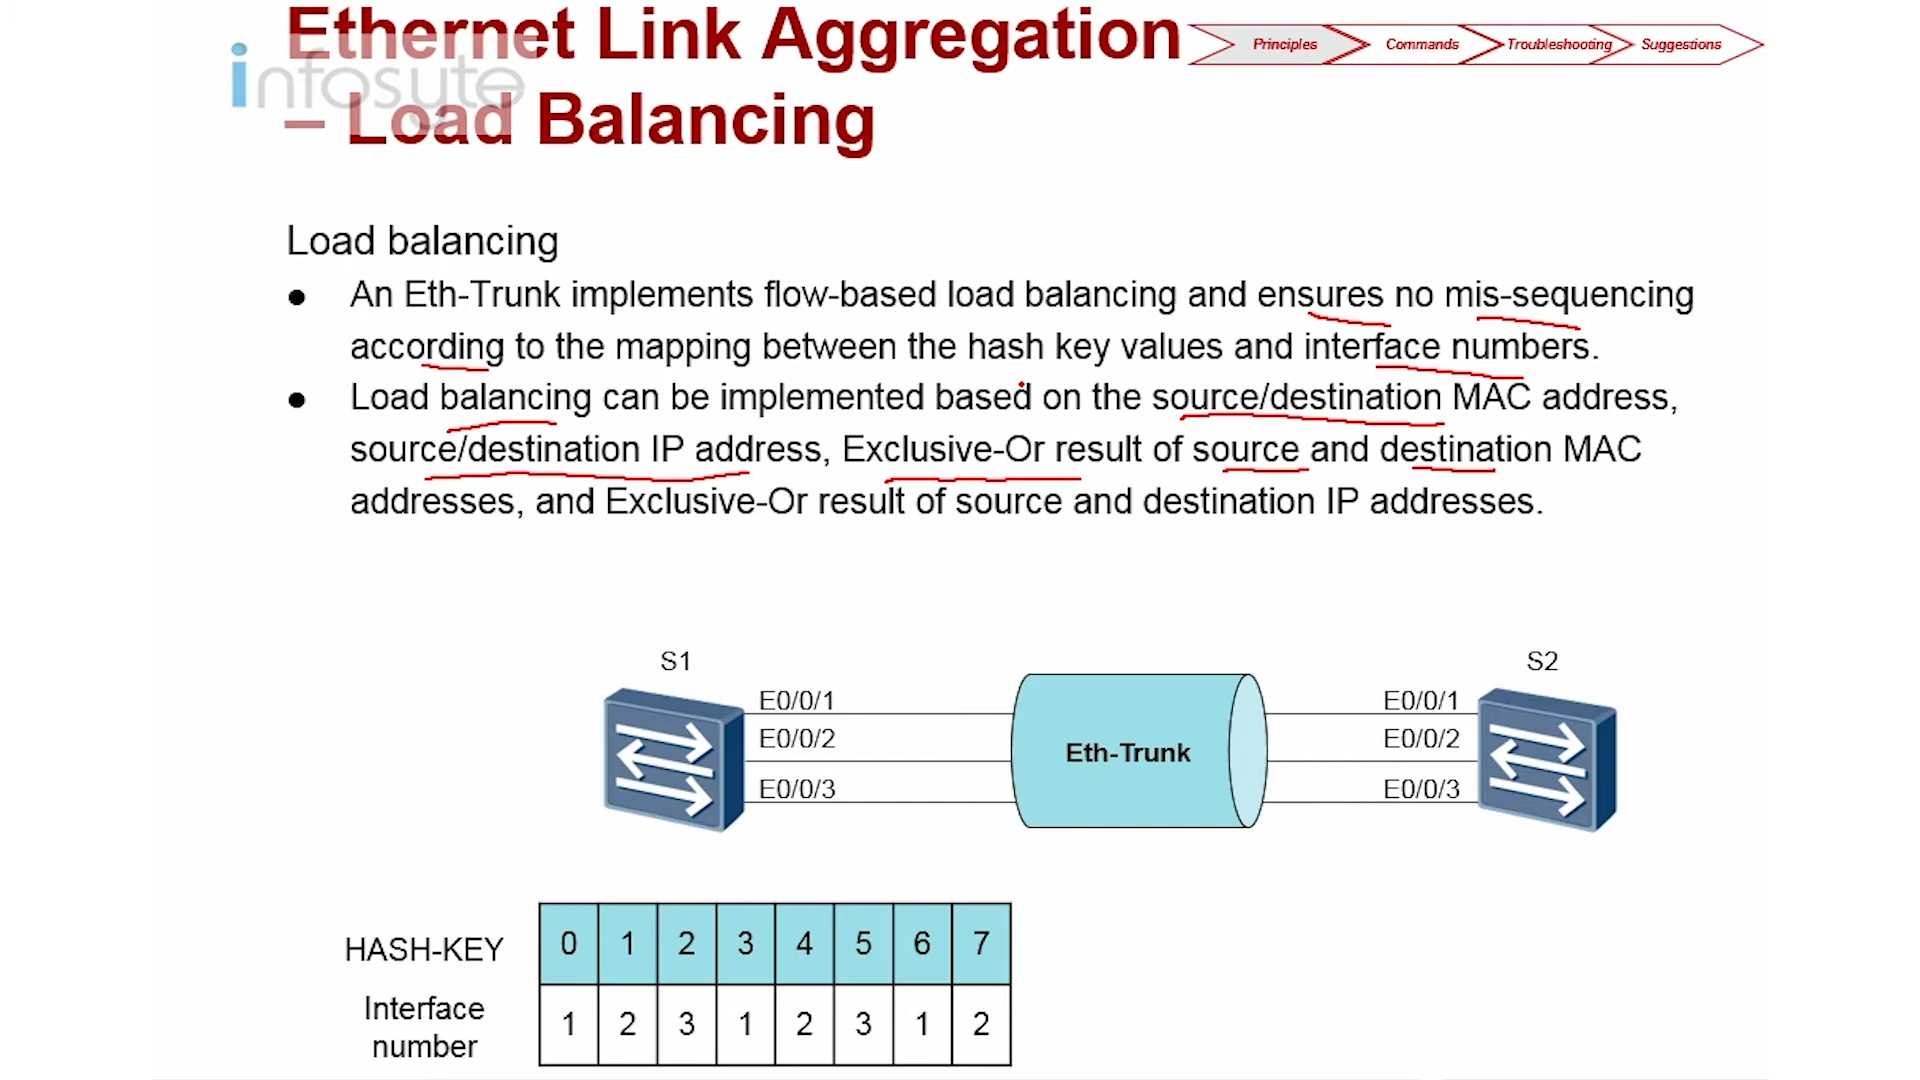 Ethernet Link Aggregation
– Load Balancing
infosyte
Principles
Commands
Troubleshooting
Suggestions
Load balancing
● An Eth-Trunk implements flow-based load balancing and ensures no mis-sequencing
according to the mapping between the hash key values and interface numbers.
● Load balancing can be implemented based on the source/destination MAC address,
source/destination IP address, Exclusive-Or result of source and destination MAC
addresses, and Exclusive-Or result of source and destination IP addresses.
S1
S2
E0/0/1
E0/0/2
E0/0/3
Eth-Trunk
E0/0/1
E0/0/2
E0/0/3
HASH-KEY 0 1 2 3 4 5 6 7
Interface
number 1 2 3 1 2 3 1 2